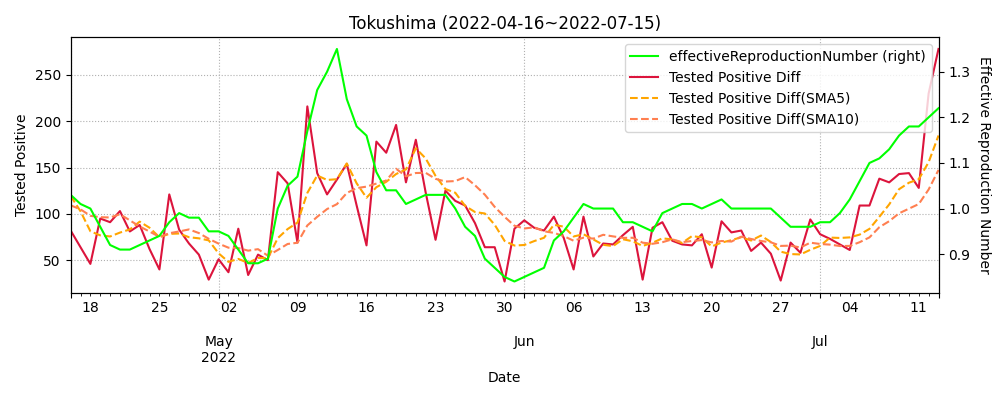 Tokushima (2022-04-16~2022-07-15)
effectiveReproductionNumber (right)
Tested Positive Diff
Tested Positive Diff(SMA5)
Tested Positive Diff(SMA10)
Tested Positive
250
200
150
100
50
1.3
1.2
1.1
1.0
0.9
Effective Reproduction Number
18 25 02 09 16 23 30 06 13 20 27 04 11
May Jun Jul
2022
Date